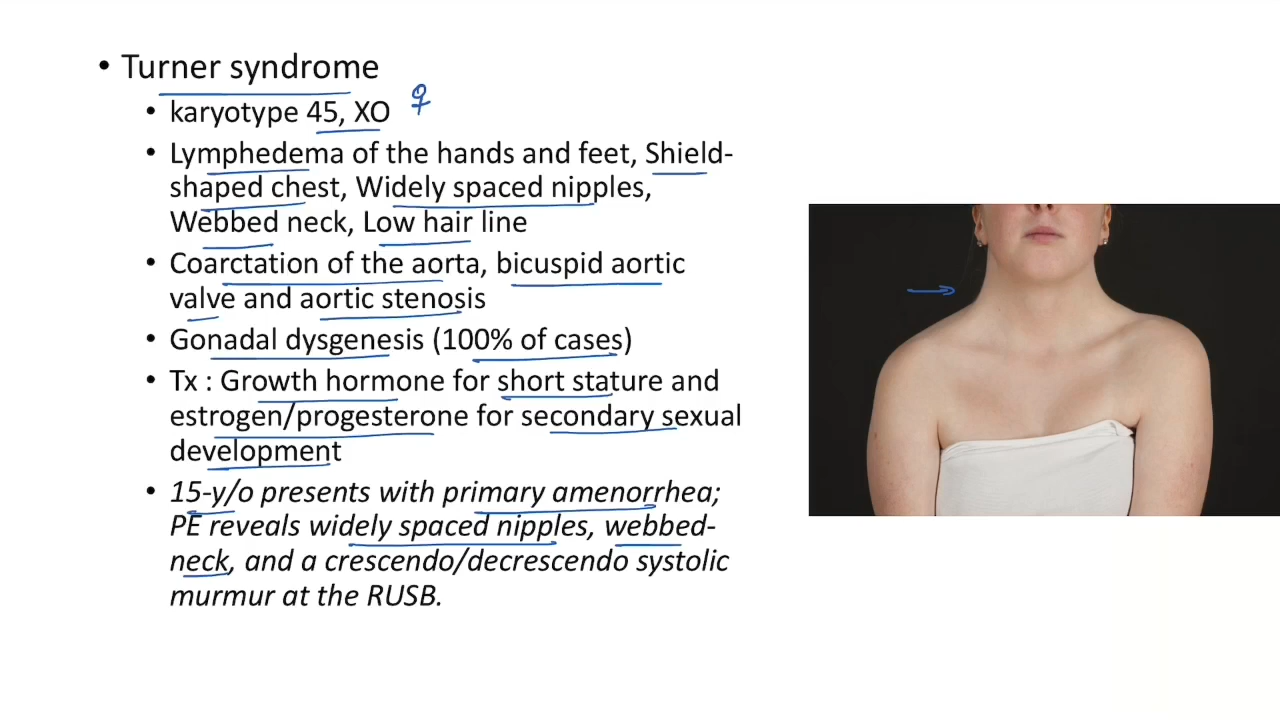 • Turner syndrome
• karyotype 45, XO ♀
• Lymphedema of the hands and feet, Shield-
shaped chest, Widely spaced nipples,
Webbed neck, Low hair line
• Coarctation of the aorta, bicuspid aortic
valve and aortic stenosis
• Gonadal dysgenesis (100% of cases)
• Tx : Growth hormone for short stature and
estrogen/progesterone for secondary sexual
development
• 15-y/o presents with primary amenorrhea;
PE reveals widely spaced nipples, webbed-
neck, and a crescendo/decrescendo systolic
murmur at the RUSB.